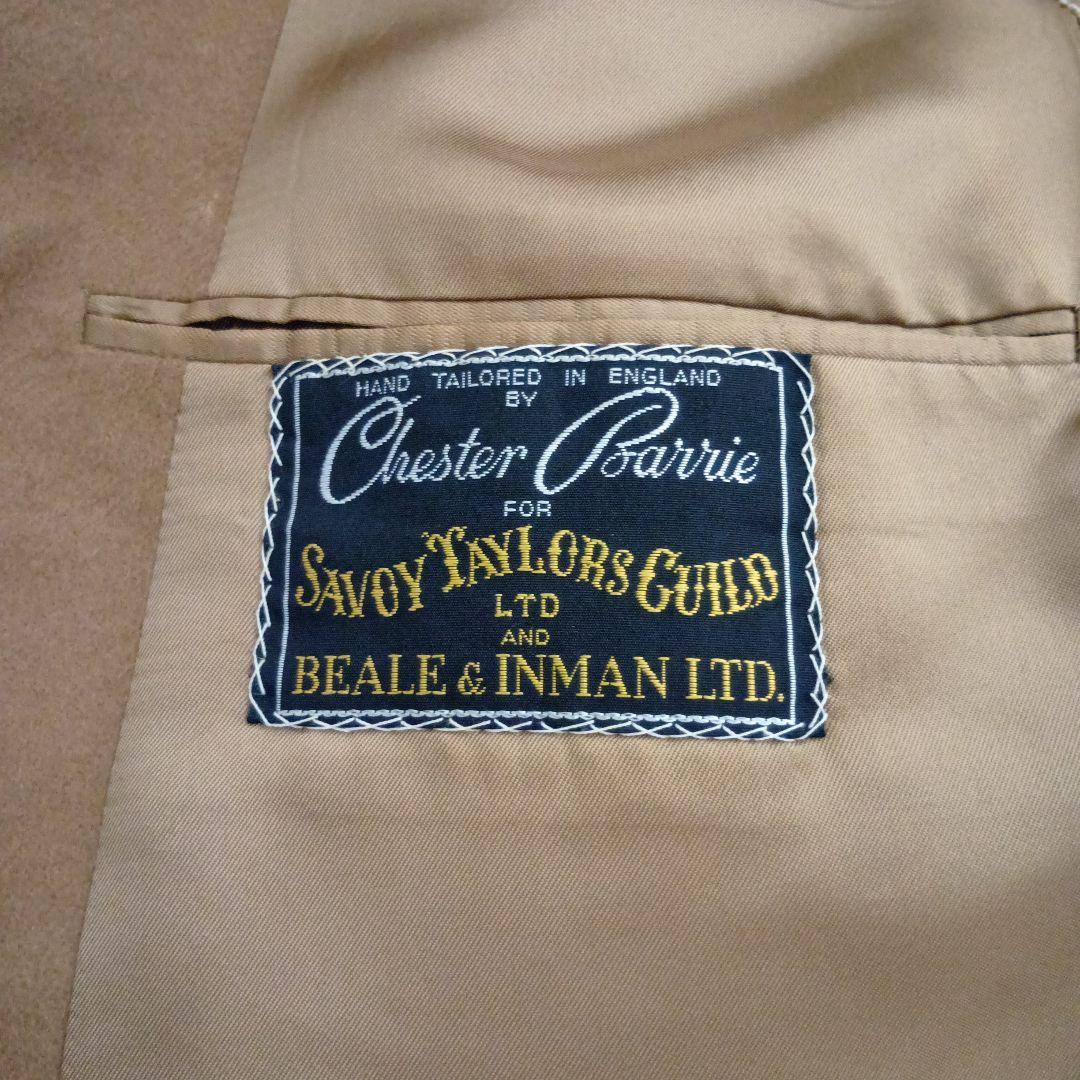 HAND TAILORED IN ENGLAND
BY
Chester Barrie
FOR
SAVOY TAYLORS GUILD
LTD
AND
BEALE & INMAN LTD.